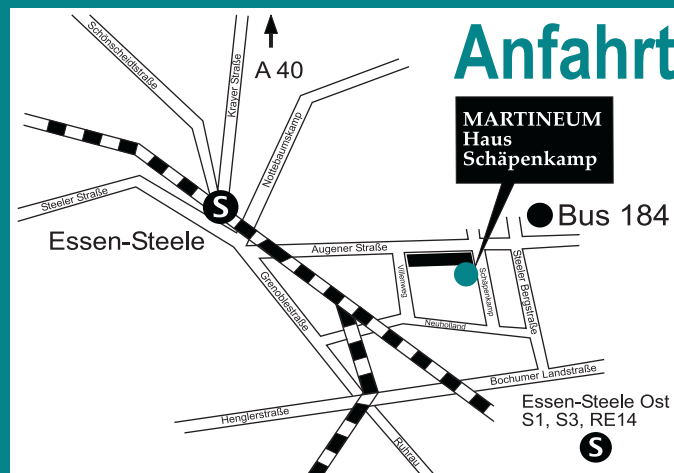 Anfahrt
Schönscheidtstraße
Krayer Straße
A 40
Nottebaumskamp
MARTINEUM
Haus
Schäpenkamp
Steeler Straße
S
Essen-Steele
Bus 184
Augener Straße
Grenoblestraße
Villenweg
Schäpenkamp
Steeler Bergstraße
Neuholland
Bochumer Landstraße
Henglerstraße
Ruhrau
Essen-Steele Ost
S1, S3, RE14
S